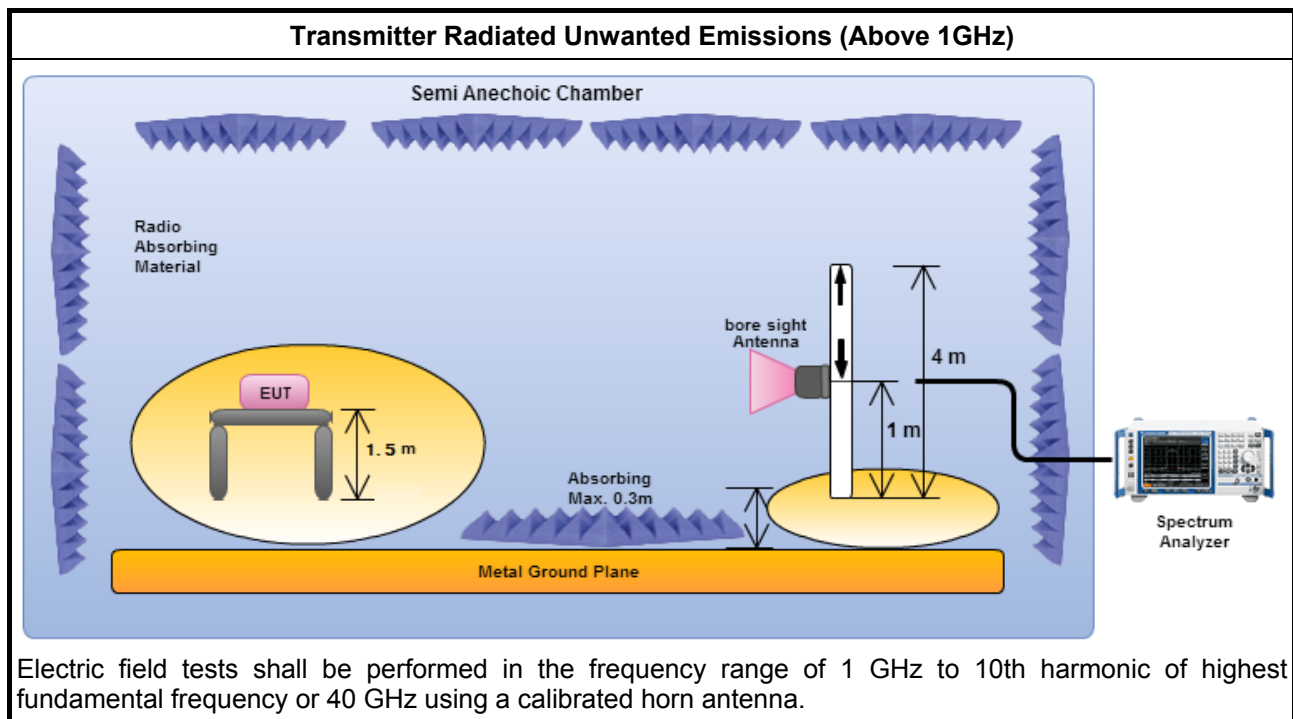 Transmitter Radiated Unwanted Emissions (Above 1GHz)
Semi Anechoic Chamber
Radio
Absorbing
Material
bore sight
Antenna
4 m
EUT
1.5 m
1 m
Absorbing
Max. 0.3m
Spectrum
Analyzer
Metal Ground Plane
Electric field tests shall be performed in the frequency range of 1 GHz to 10th harmonic of highest
fundamental frequency or 40 GHz using a calibrated horn antenna.